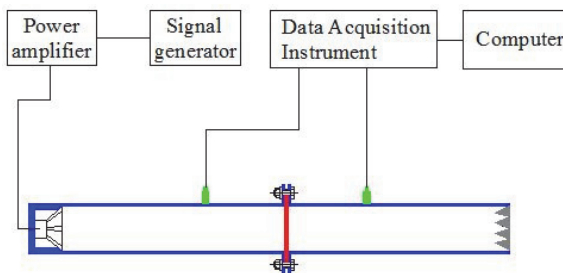 Power
amplifier
Signal
generator
Data Acquisition
Instrument
Computer